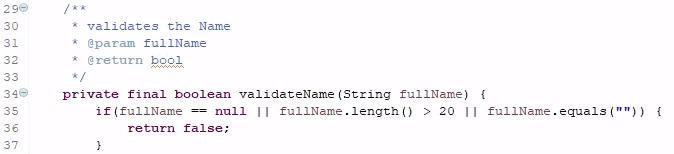 29 /**
30 * validates the Name
31 * @param fullName
32 * @return bool
33 */
34 private final boolean validateName(String fullName) {
35 if(fullName == null || fullName.length() > 20 || fullName.equals("")) {
36 return false;
37 }